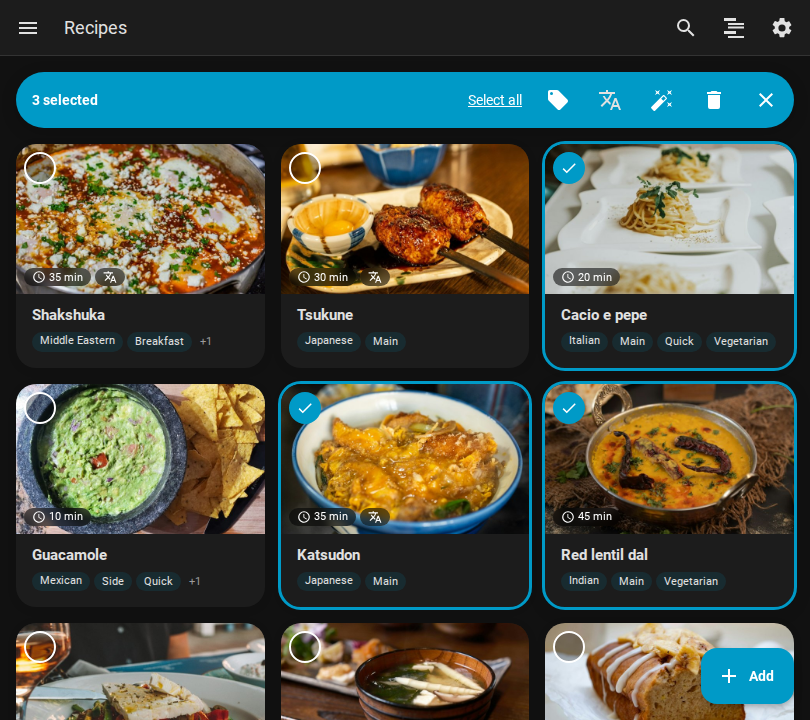 Recipes
3 selected
Select all
35 min
30 min
20 min
Shakshuka
Tsukune
Cacio e pepe
Middle Eastern
Breakfast
+1
Japanese
Main
Italian
Main
Quick
Vegetarian
10 min
35 min
45 min
Guacamole
Katsudon
Red lentil dal
Mexican
Side
Quick
+1
Japanese
Main
Indian
Main
Vegetarian
Add